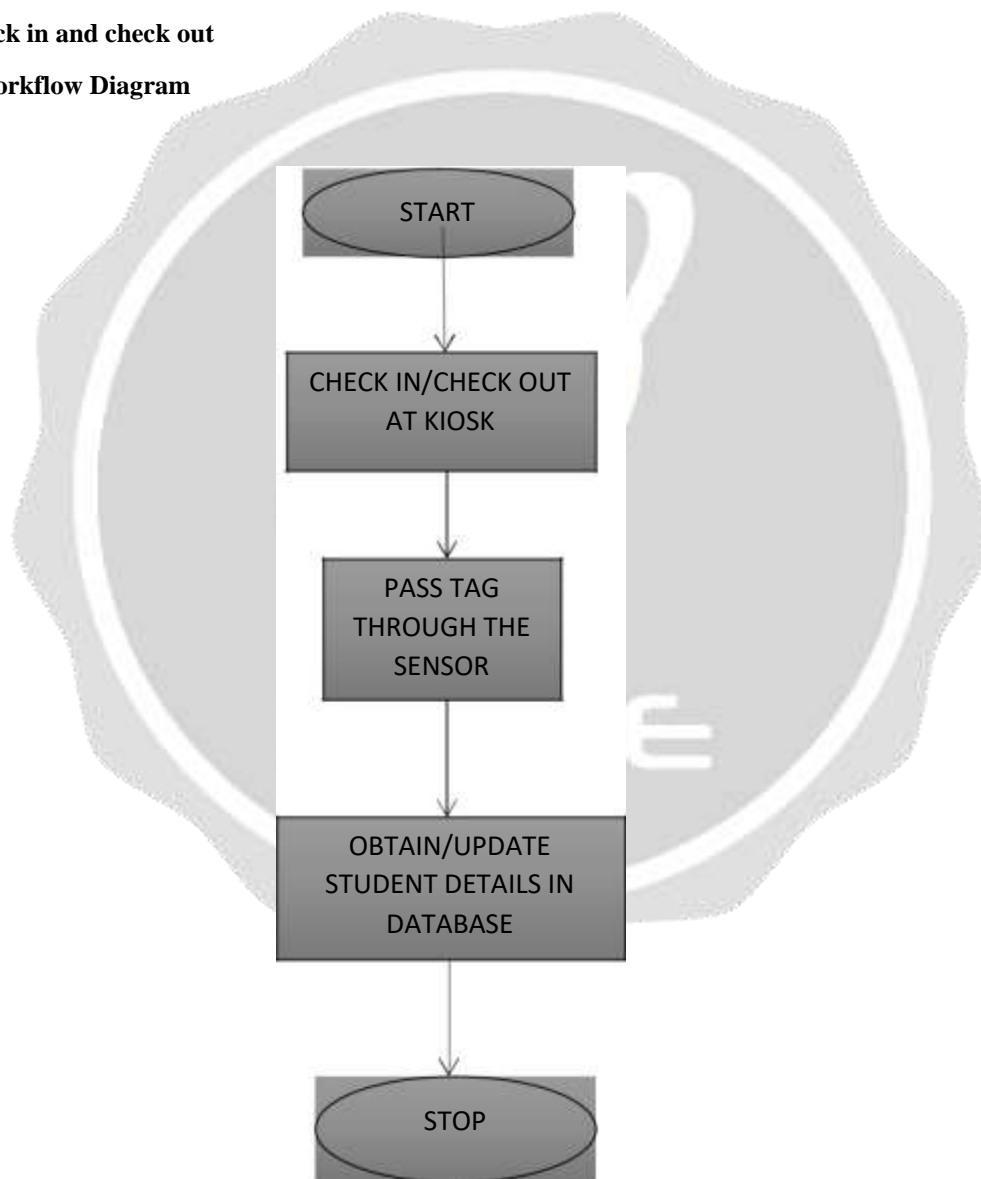 ck in and check out
orkflow Diagram
START
CHECK IN/CHECK OUT
AT KIOSK
PASS TAG
THROUGH THE
SENSOR
OBTAIN/UPDATE
STUDENT DETAILS IN
DATABASE
STOP